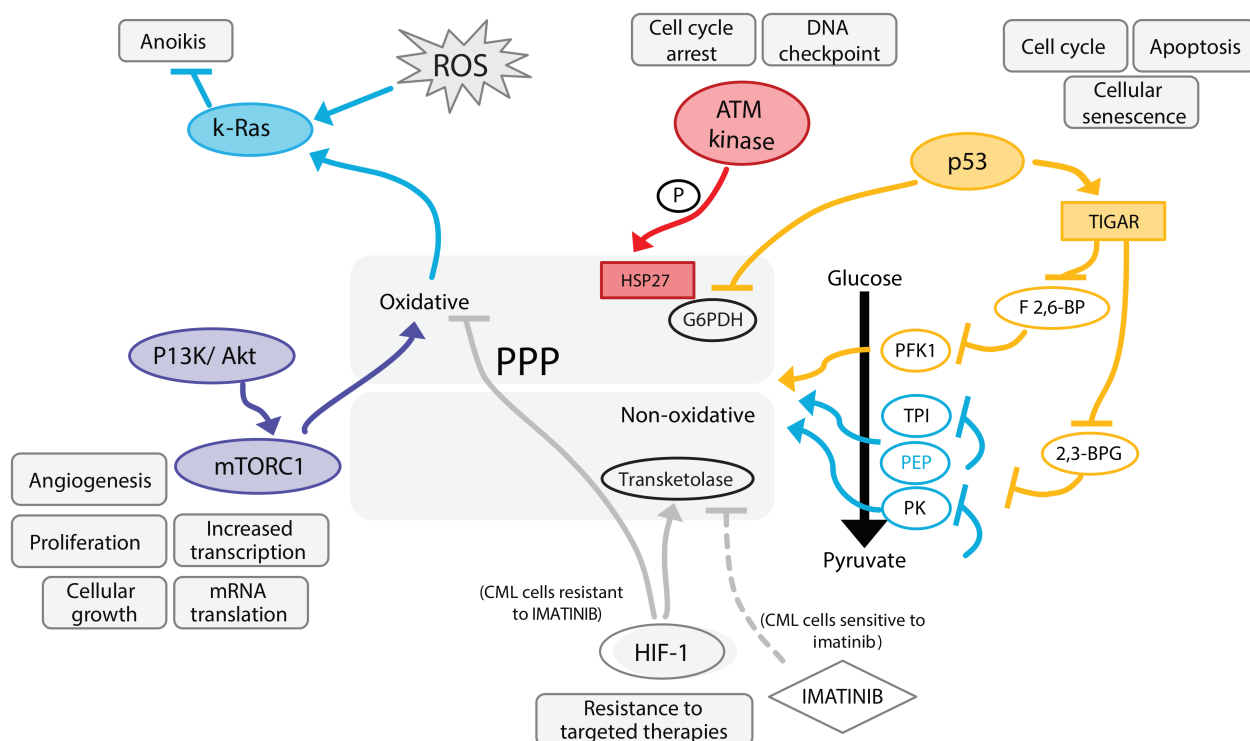 Anoikis
ROS
k-Ras
Cell cycle
arrest
DNA
checkpoint
ATM
kinase
P
Cell cycle
Apoptosis
Cellular
senescence
p53
TIGAR
HSP27
G6PDH
Oxidative
PPP
Non-oxidative
Transketolase
Glucose
F 2,6-BP
PFK1
TPI
PEP
PK
2,3-BPG
Pyruvate
P13K/ Akt
mTORC1
Angiogenesis
Proliferation
Increased
transcription
Cellular
growth
mRNA
translation
(CML cells resistant
to IMATINIB)
(CML cells sensitive to
imatinib)
HIF-1
IMATINIB
Resistance to
targeted therapies